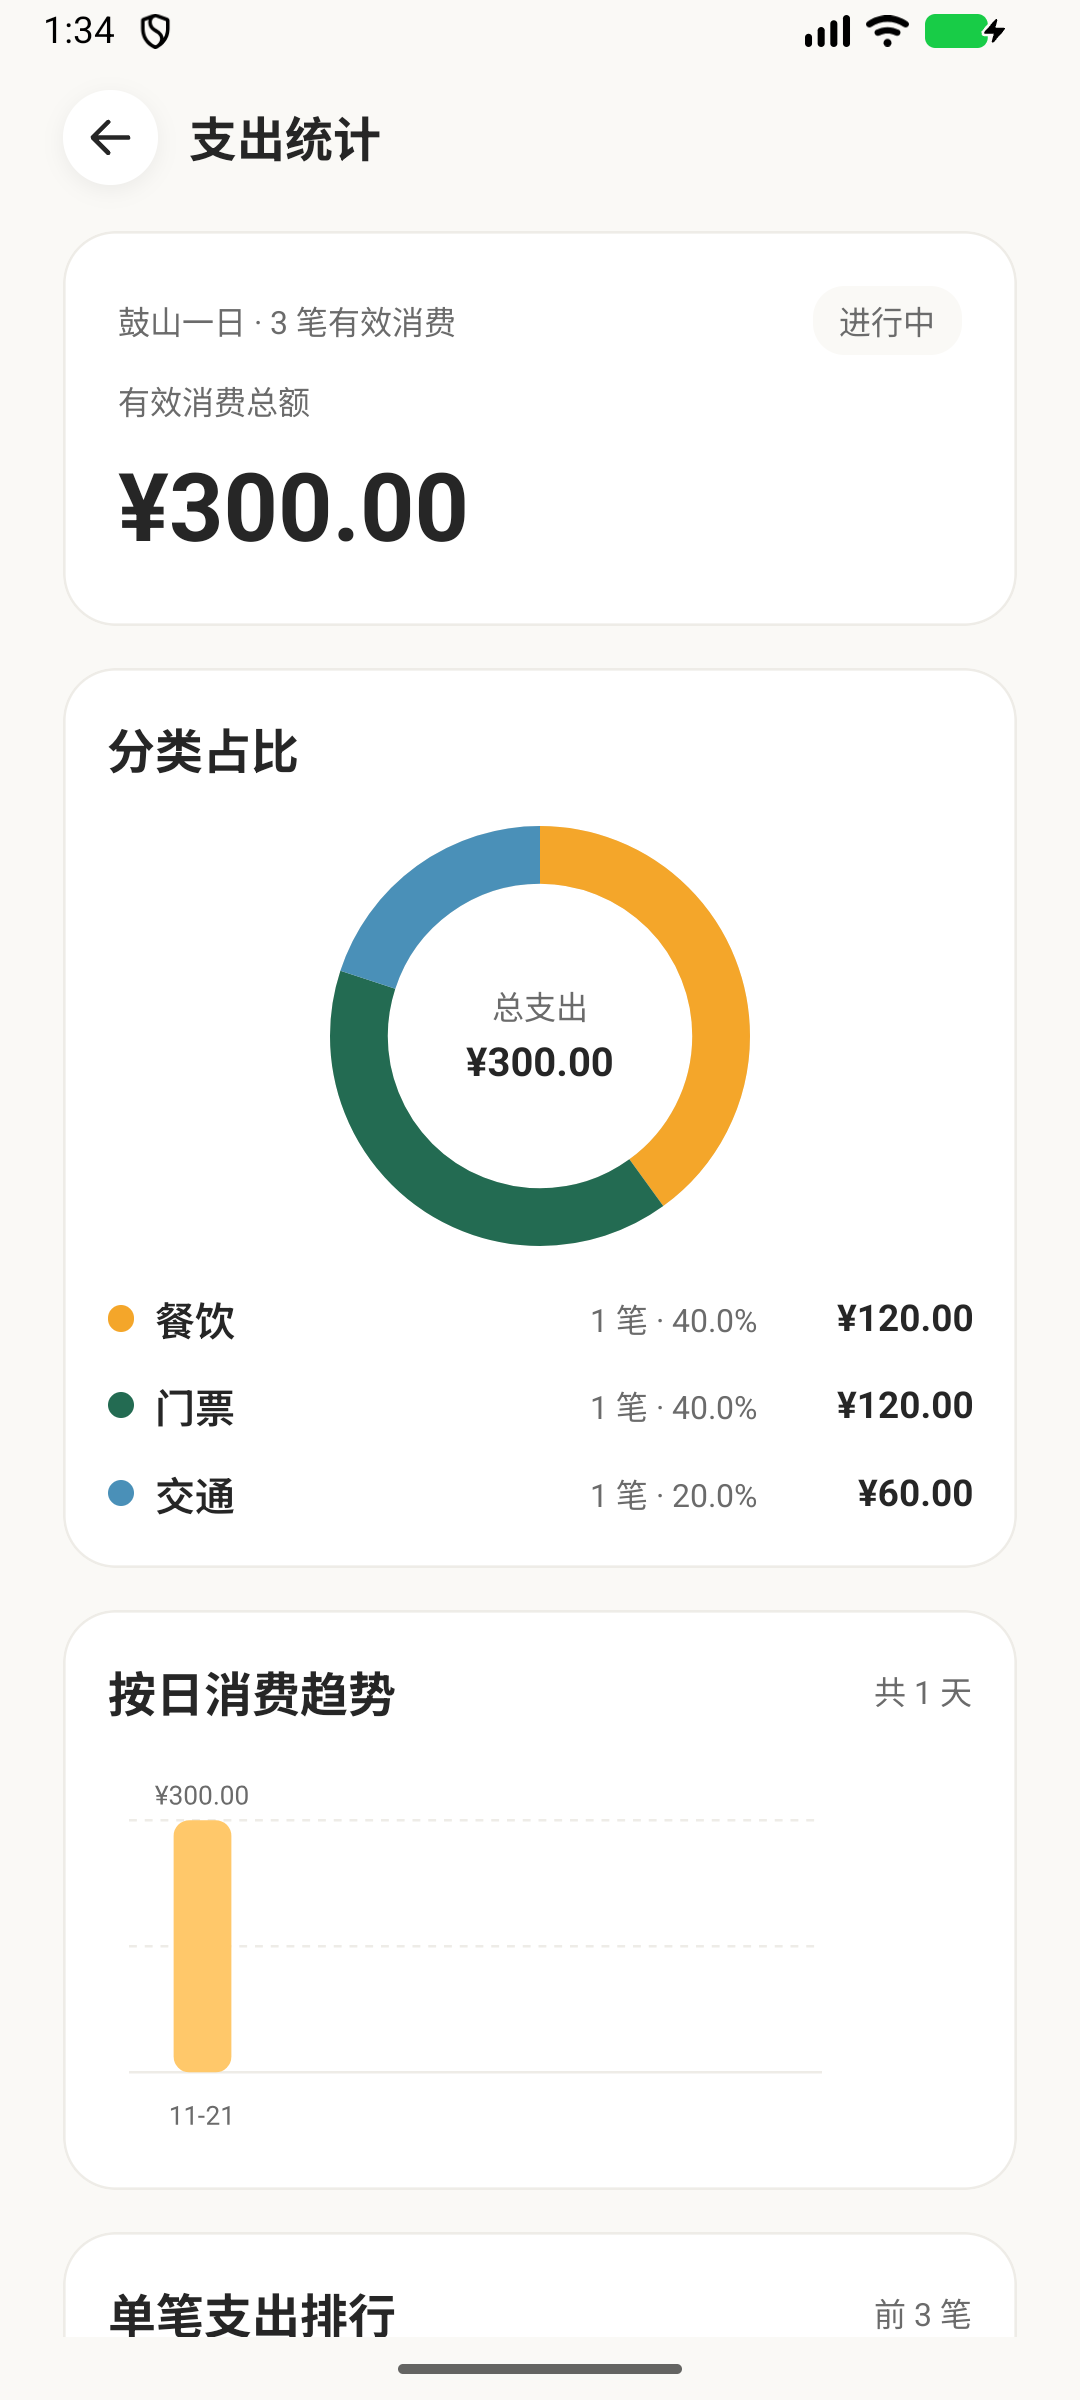 1:34
支出统计
鼓山一日 · 3 笔有效消费
进行中
有效消费总额
¥300.00
分类占比
总支出
¥300.00
餐饮 1 笔 · 40.0% ¥120.00
门票 1 笔 · 40.0% ¥120.00
交通 1 笔 · 20.0% ¥60.00
按日消费趋势 共 1 天
¥300.00
11-21
单笔支出排行 前 3 笔